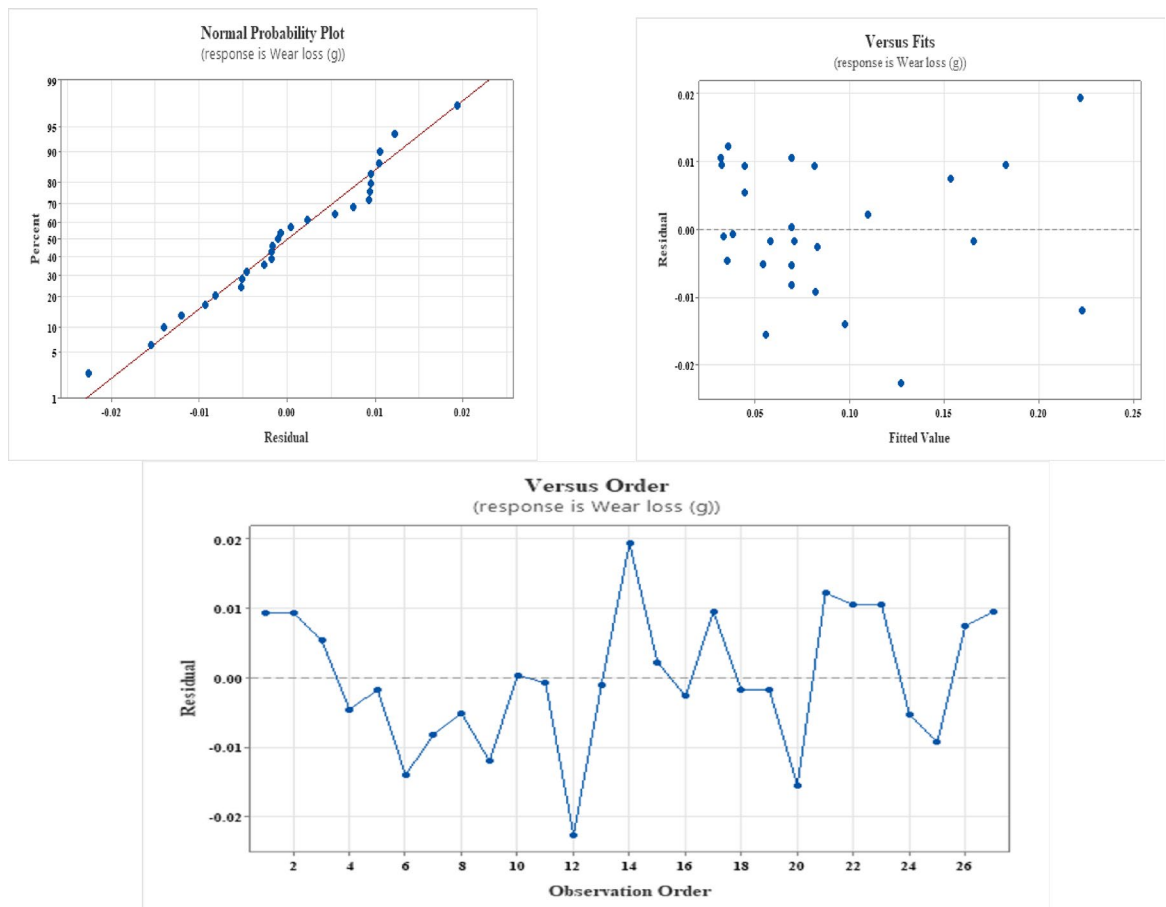 Normal Probability Plot
(response is Wear loss (g))
99
95
90
80
70
60
50
40
30
20
10
5
1
Percent
-0.02 -0.01 0.00 0.01 0.02
Residual
Versus Fits
(response is Wear loss (g))
0.02
0.01
0.00
-0.01
-0.02
Residual
0.05 0.10 0.15 0.20 0.25
Fitted Value
Versus Order
(response is Wear loss (g))
0.02
0.01
0.00
-0.01
-0.02
Residual
2 4 6 8 10 12 14 16 18 20 22 24 26
Observation Order